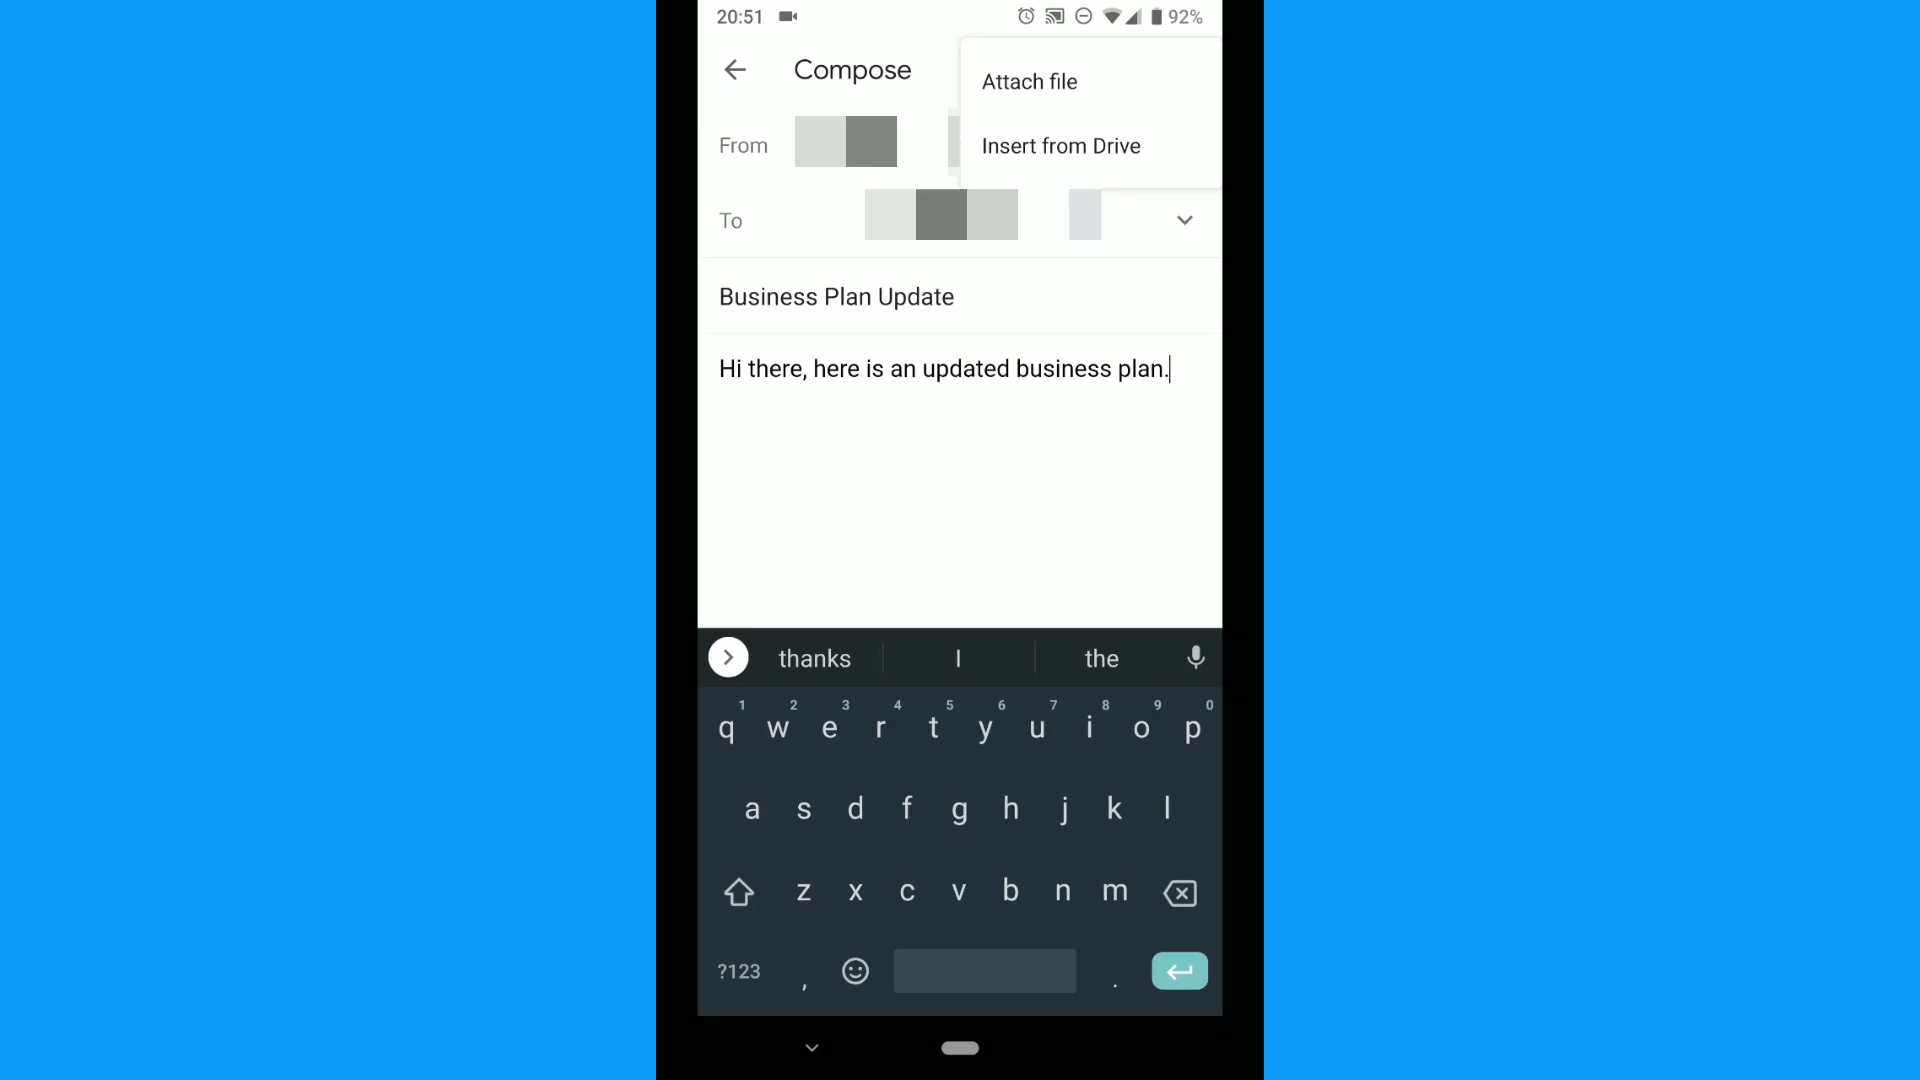 20:51 92%
Compose
Attach file
From
Insert from Drive
To
Business Plan Update
Hi there, here is an updated business plan.
thanks I the
1 2 3 4 5 6 7 8 9 0
q w e r t y u i o p
a s d f g h j k l
z x c v b n m
?123 , .